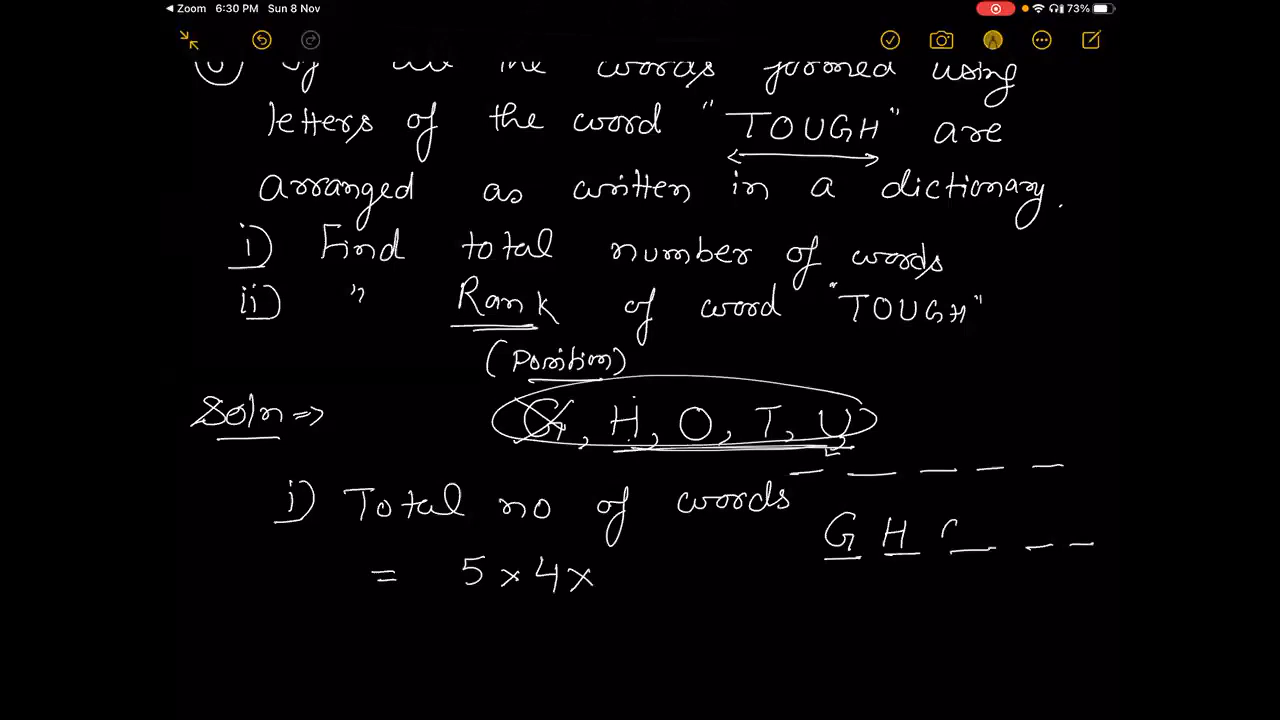 Zoom 6:30 PM Sun 8 Nov 73%
the words formed using
letters of the word "TOUGH" are
arranged as written in a dictionary.
i) Find total number of words
ii) " Rank of word "TOUGH"
(Position)
Soln => G, H, O, T, U
i) Total no of words
G H
= 5 x 4 x